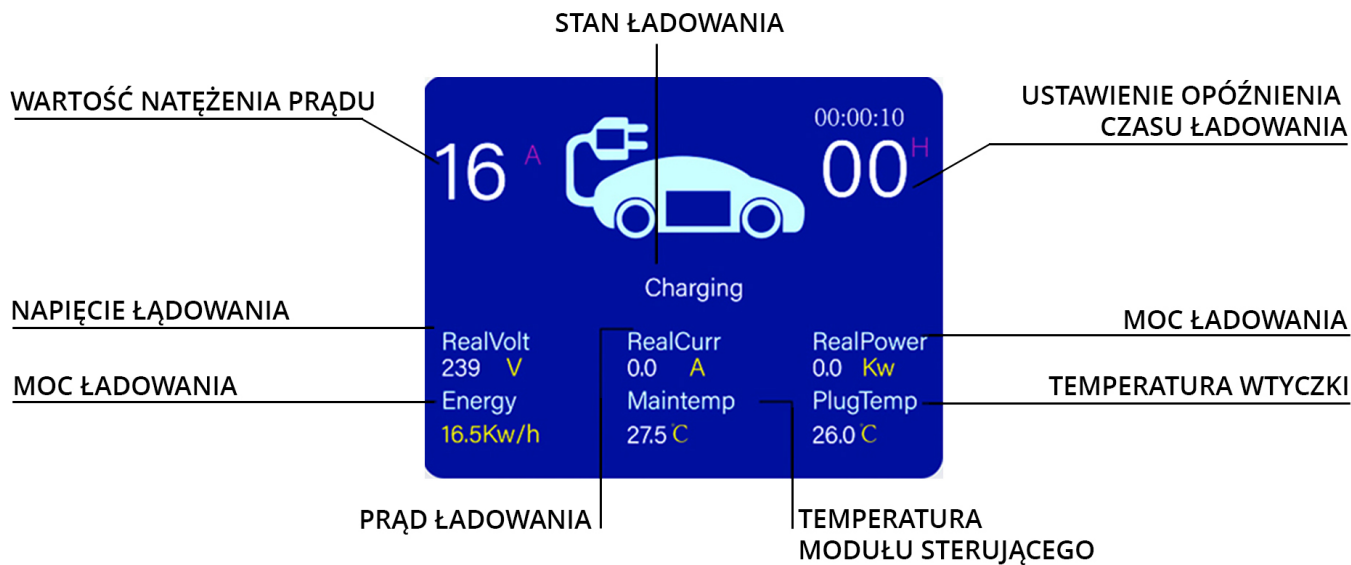 STAN ŁADOWANIA
WARTOŚĆ NATĘŻENIA PRĄDU
USTAWIENIE OPÓŹNIENIA
CZASU ŁADOWANIA
00:00:10
16 A
00 H
Charging
NAPIĘCIE ŁĄDOWANIA
MOC ŁADOWANIA
RealVolt
RealCurr
RealPower
239 V
0.0 A
0.0 Kw
MOC ŁADOWANIA
TEMPERATURA WTYCZKI
Energy
Maintemp
PlugTemp
16.5Kw/h
27.5 °C
26.0 °C
PRĄD ŁADOWANIA
TEMPERATURA
MODUŁU STERUJĄCEGO